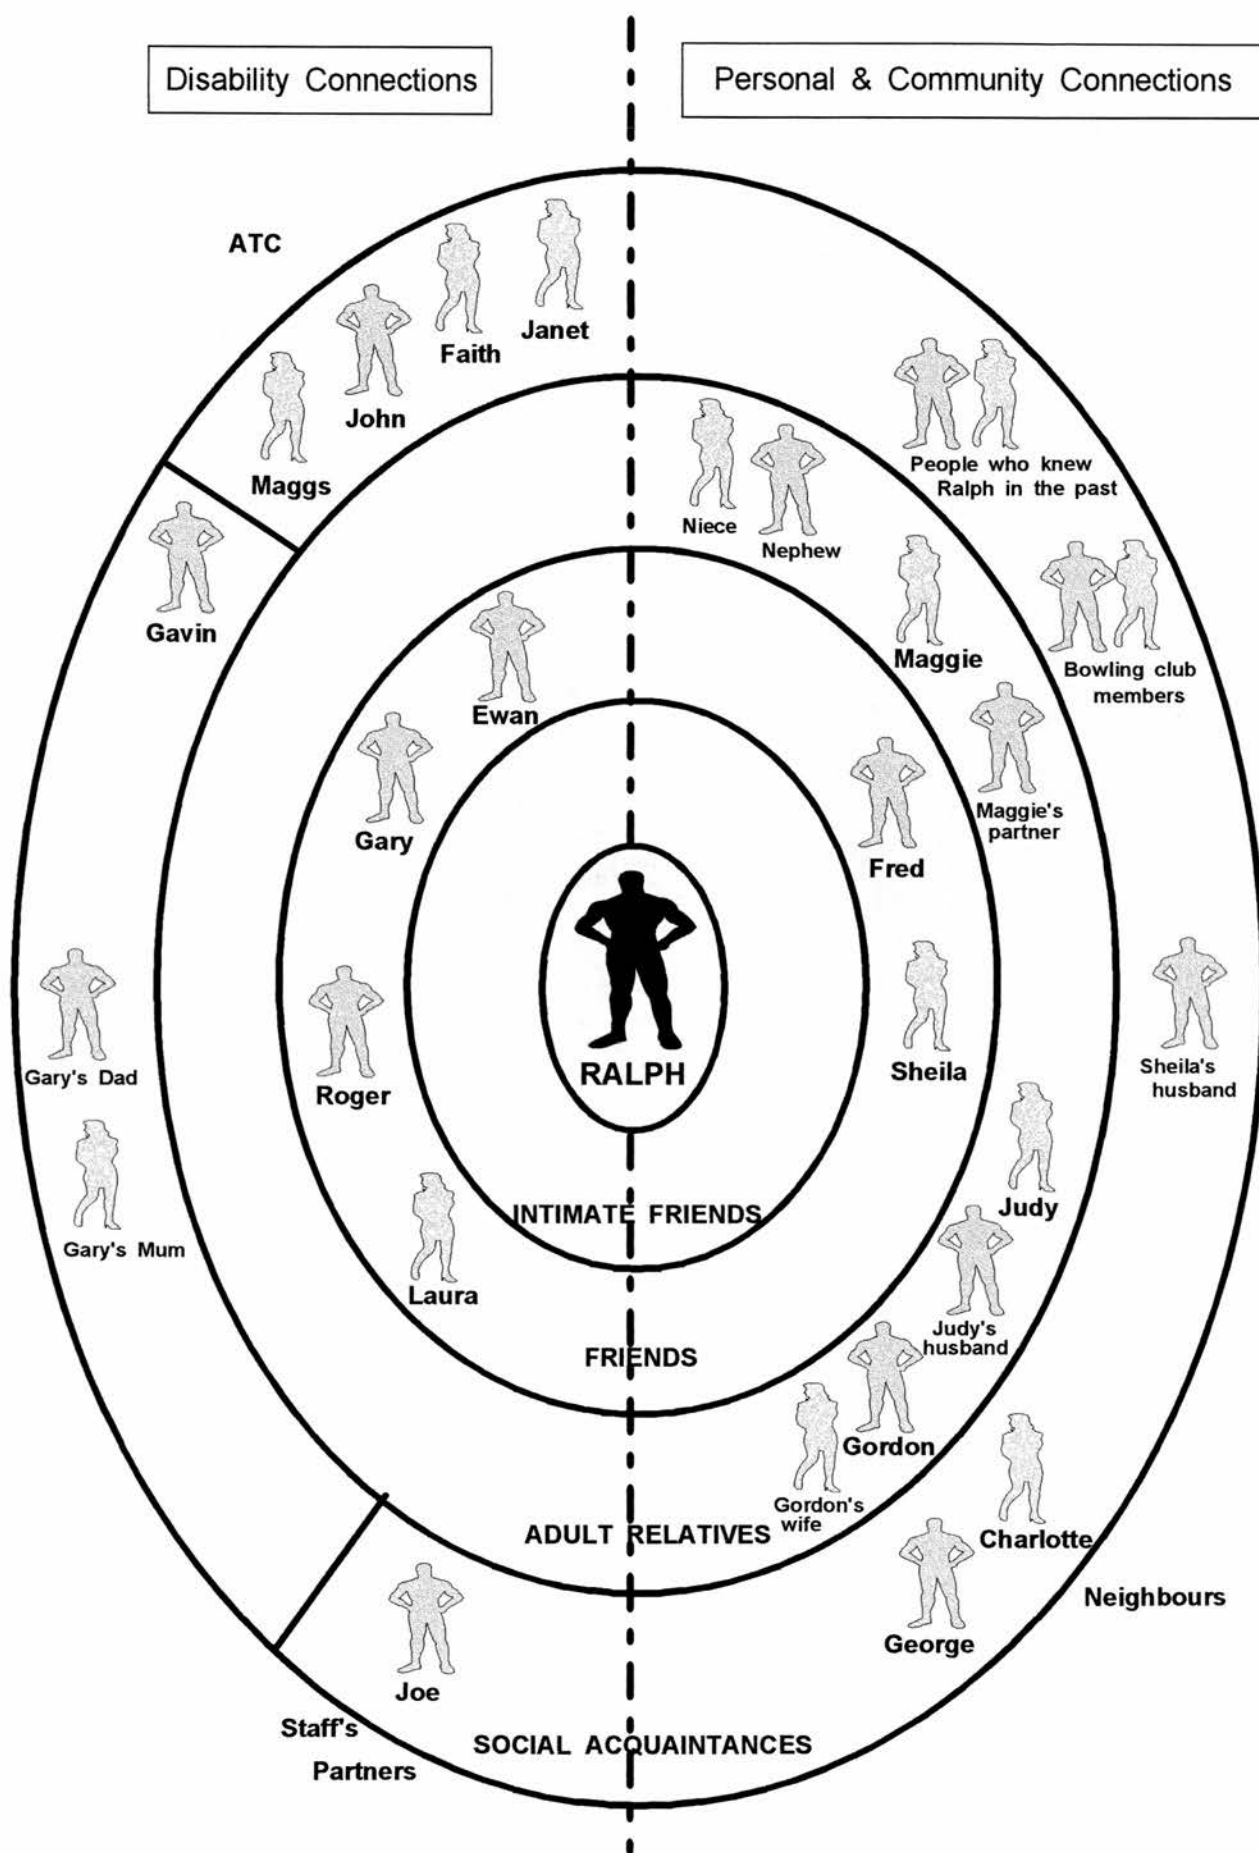 Disability Connections
Personal & Community Connections
ATC
Janet
Faith
John
Maggs
Gavin
People who knew
Ralph in the past
Niece
Nephew
Maggie
Bowling club
members
Ewan
Gary
Maggie's
partner
Fred
RALPH
Sheila
Sheila's
husband
Gary's Dad
Roger
Judy
Gary's Mum
INTIMATE FRIENDS
Laura
Judy's
husband
FRIENDS
Gordon
Gordon's
wife
ADULT RELATIVES
Charlotte
Neighbours
George
Joe
Staff's
Partners
SOCIAL ACQUAINTANCES